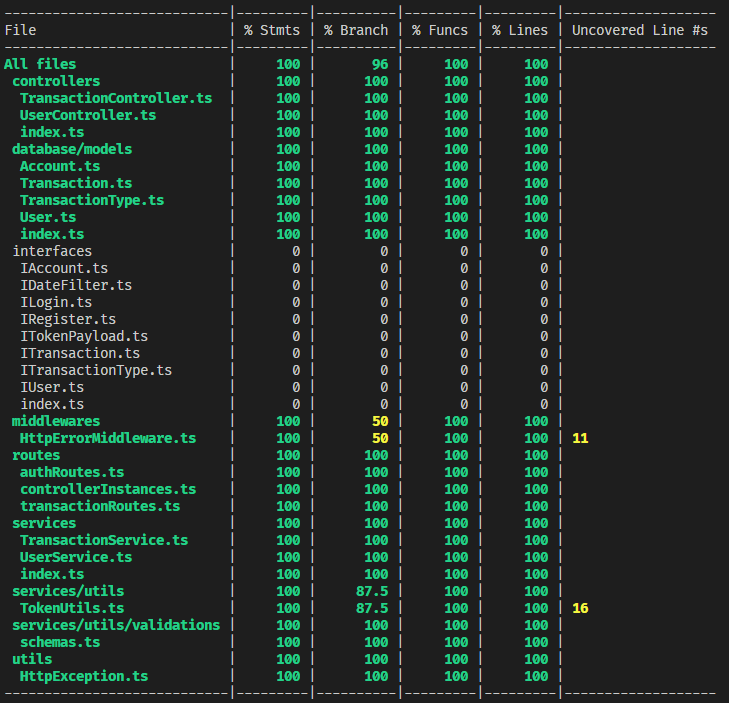 ----------------------------|---------|----------|---------|---------|-------------------
File                        | % Stmts | % Branch | % Funcs | % Lines | Uncovered Line #s
----------------------------|---------|----------|---------|---------|-------------------
All files                   |     100 |       96 |     100 |     100 |
 controllers                |     100 |      100 |     100 |     100 |
  TransactionController.ts  |     100 |      100 |     100 |     100 |
  UserController.ts         |     100 |      100 |     100 |     100 |
  index.ts                  |     100 |      100 |     100 |     100 |
 database/models            |     100 |      100 |     100 |     100 |
  Account.ts                |     100 |      100 |     100 |     100 |
  Transaction.ts            |     100 |      100 |     100 |     100 |
  TransactionType.ts        |     100 |      100 |     100 |     100 |
  User.ts                   |     100 |      100 |     100 |     100 |
  index.ts                  |     100 |      100 |     100 |     100 |
 interfaces                 |       0 |        0 |       0 |       0 |
  IAccount.ts               |       0 |        0 |       0 |       0 |
  IDateFilter.ts            |       0 |        0 |       0 |       0 |
  ILogin.ts                 |       0 |        0 |       0 |       0 |
  IRegister.ts              |       0 |        0 |       0 |       0 |
  ITokenPayload.ts          |       0 |        0 |       0 |       0 |
  ITransaction.ts           |       0 |        0 |       0 |       0 |
  ITransactionType.ts       |       0 |        0 |       0 |       0 |
  IUser.ts                  |       0 |        0 |       0 |       0 |
  index.ts                  |       0 |        0 |       0 |       0 |
 middlewares                |     100 |       50 |     100 |     100 |
  HttpErrorMiddleware.ts    |     100 |       50 |     100 |     100 | 11
 routes                     |     100 |      100 |     100 |     100 |
  authRoutes.ts             |     100 |      100 |     100 |     100 |
  controllerInstances.ts    |     100 |      100 |     100 |     100 |
  transactionRoutes.ts      |     100 |      100 |     100 |     100 |
 services                   |     100 |      100 |     100 |     100 |
  TransactionService.ts     |     100 |      100 |     100 |     100 |
  UserService.ts            |     100 |      100 |     100 |     100 |
  index.ts                  |     100 |      100 |     100 |     100 |
 services/utils             |     100 |     87.5 |     100 |     100 |
  TokenUtils.ts             |     100 |     87.5 |     100 |     100 | 16
 services/utils/validations |     100 |      100 |     100 |     100 |
  schemas.ts                |     100 |      100 |     100 |     100 |
 utils                      |     100 |      100 |     100 |     100 |
  HttpException.ts          |     100 |      100 |     100 |     100 |
----------------------------|---------|----------|---------|---------|-------------------